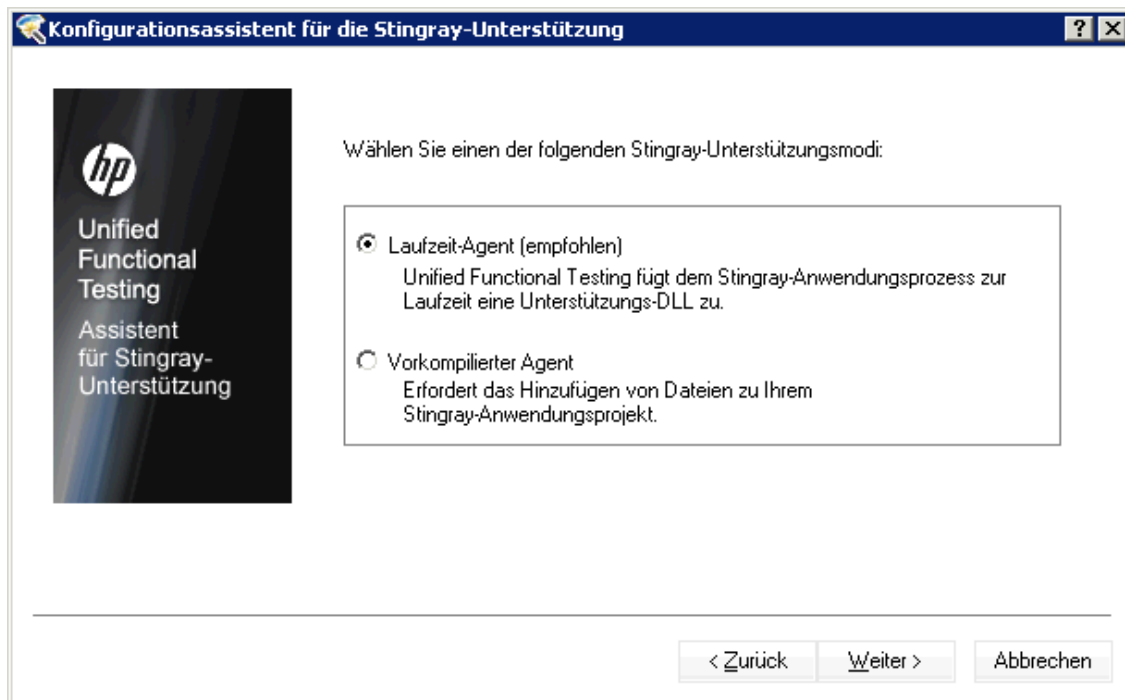 Konfigurationsassistent für die Stingray-Unterstützung
hp
Unified
Functional
Testing
Assistent
für Stingray-
Unterstützung
Wählen Sie einen der folgenden Stingray-Unterstützungsmodi:
Laufzeit-Agent (empfohlen)
Unified Functional Testing fügt dem Stingray-Anwendungsprozess zur
Laufzeit eine Unterstützungs-DLL zu.
Vorkompilierter Agent
Erfordert das Hinzufügen von Dateien zu Ihrem
Stingray-Anwendungsprojekt.
< Zurück
Weiter >
Abbrechen